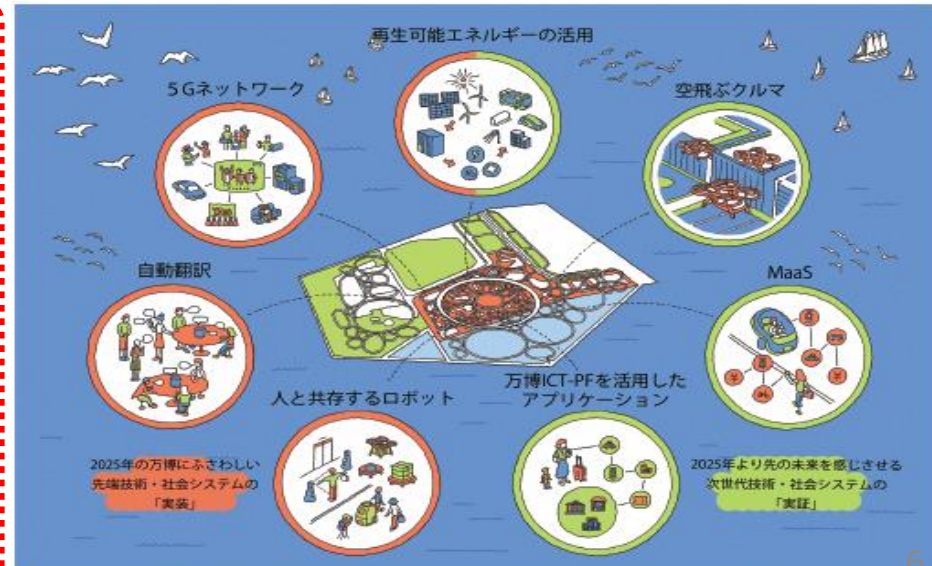 再生可能エネルギーの活用
5Gネットワーク
空飛ぶクルマ
自動翻訳
MaaS
人と共存するロボット
万博ICT-PFを活用した
アプリケーション
2025年の万博にふさわしい
先端技術・社会システムの
「実装」
2025年より先の未来を感じさせる
次世代技術・社会システムの
「実証」
6